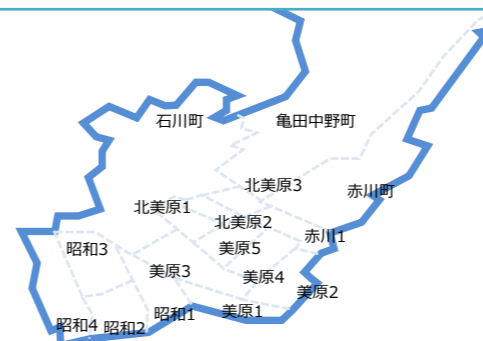 石川町
亀田中野町
北美原3
赤川町
北美原1
北美原2
赤川1
昭和3
美原5
美原3
美原4
美原2
美原1
昭和1
昭和4
昭和2